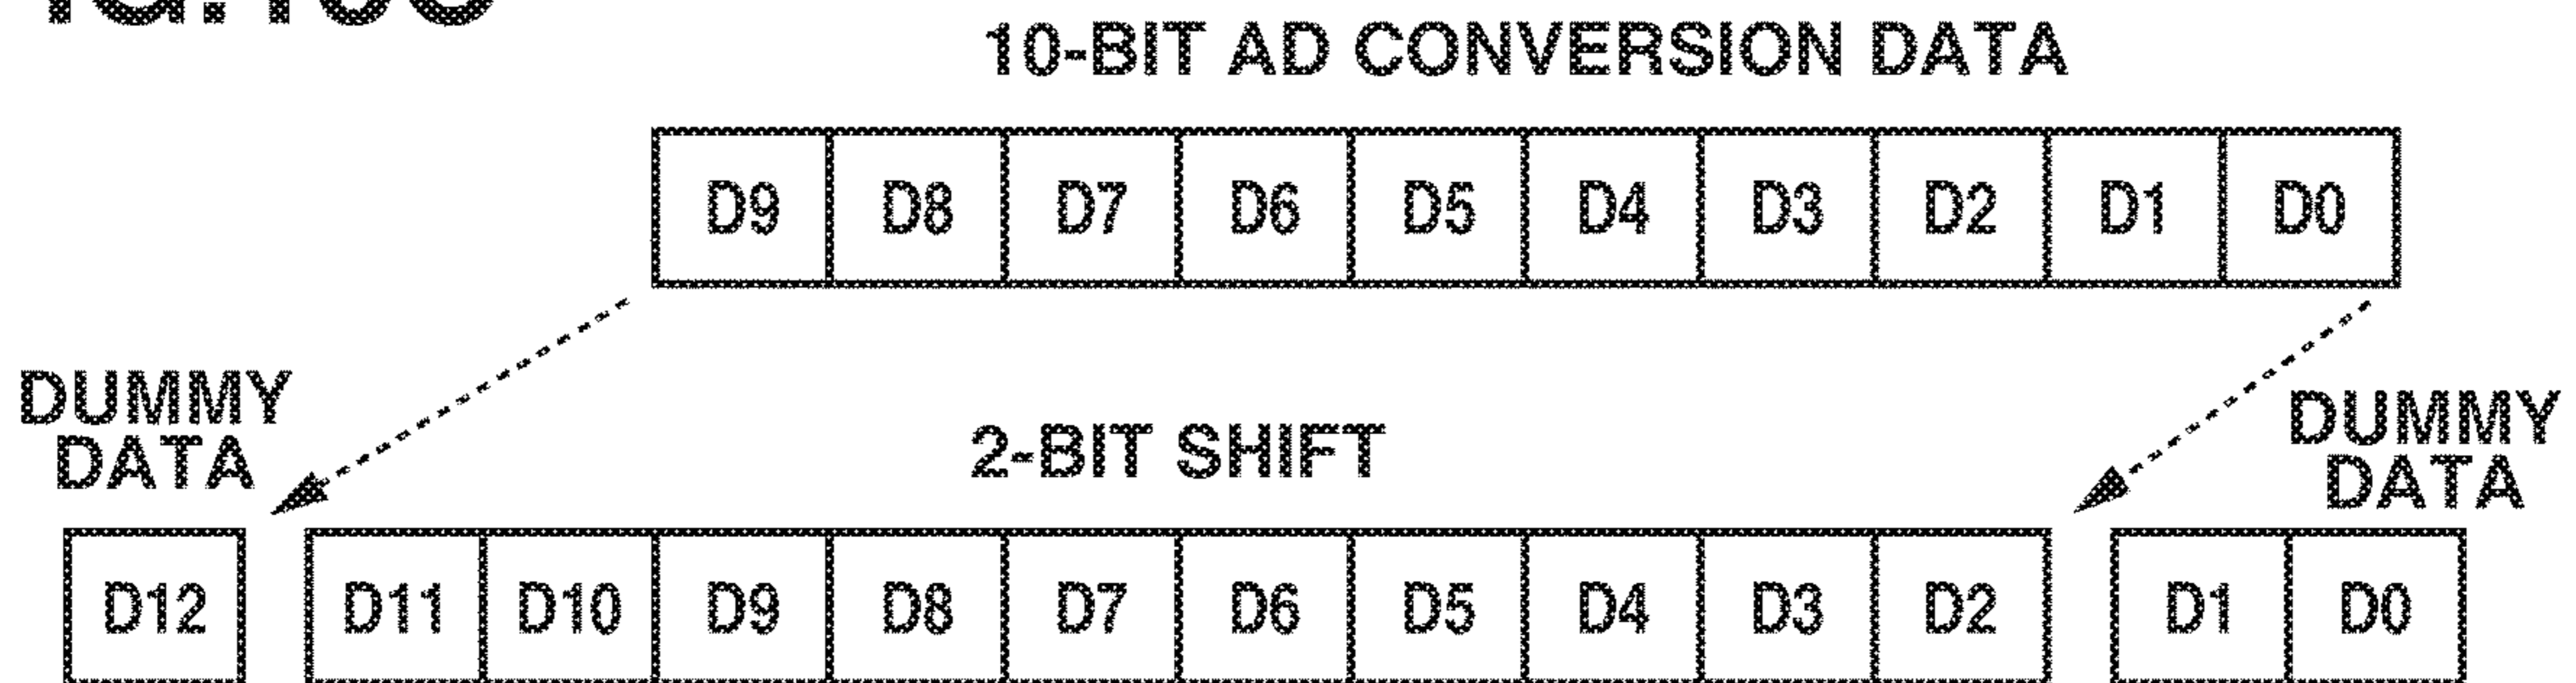 10-BIT AD CONVERSION DATA
D9 D8 D7 D6 D5 D4 D3 D2 D1 D0
DUMMY
DATA
2-BIT SHIFT
DUMMY
DATA
D12 D11 D10 D9 D8 D7 D6 D5 D4 D3 D2 D1 D0